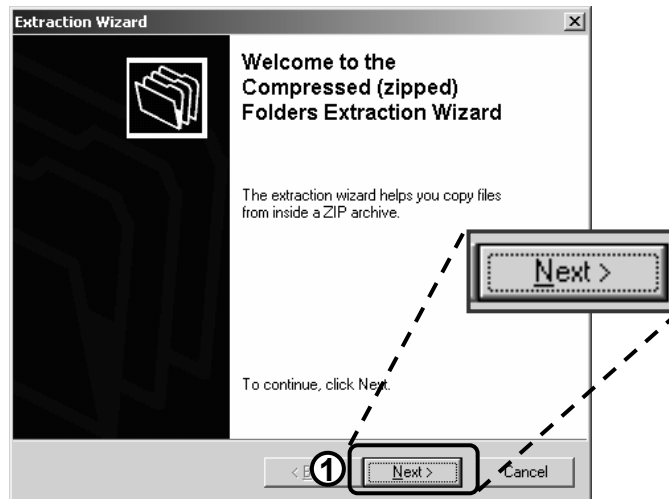 Extraction Wizard
Welcome to the
Compressed (zipped)
Folders Extraction Wizard
The extraction wizard helps you copy files
from inside a ZIP archive.
Next >
To continue, click Next.
①
Next >
Cancel